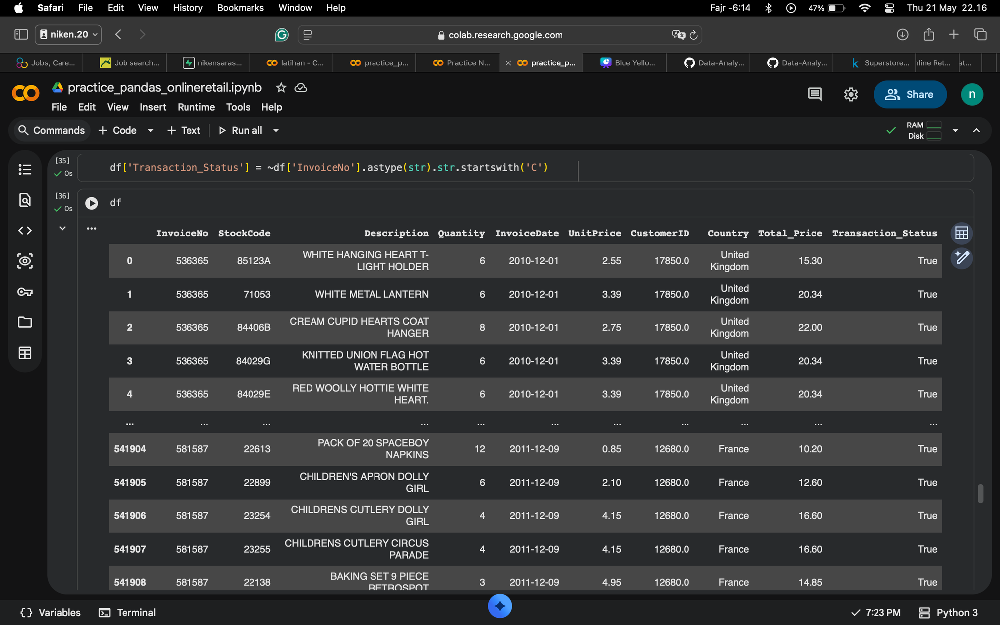 Safari File Edit View History Bookmarks Window Help Fajr -6:14 47% Thu 21 May 22.16
niken.20 colab.research.google.com
Jobs, Care... Job search... nikensaras... latihan - C... practice_p... Practice N... practice_p... Blue Yello... Data-Analy... Data-Analy... Superstore... nline Ret... at...
practice_pandas_onlineretail.ipynb
Share n
File Edit View Insert Runtime Tools Help
Commands + Code + Text Run all RAM
Disk
[35] df['Transaction_Status'] = ~df['InvoiceNo'].astype(str).str.startswith('C')
0s
[36] df
0s
InvoiceNo StockCode Description Quantity InvoiceDate UnitPrice CustomerID Country Total_Price Transaction_Status
0 536365 85123A WHITE HANGING HEART T-LIGHT HOLDER 6 2010-12-01 2.55 17850.0 United Kingdom 15.30 True
1 536365 71053 WHITE METAL LANTERN 6 2010-12-01 3.39 17850.0 United Kingdom 20.34 True
2 536365 84406B CREAM CUPID HEARTS COAT HANGER 8 2010-12-01 2.75 17850.0 United Kingdom 22.00 True
3 536365 84029G KNITTED UNION FLAG HOT WATER BOTTLE 6 2010-12-01 3.39 17850.0 United Kingdom 20.34 True
4 536365 84029E RED WOOLLY HOTTIE WHITE HEART. 6 2010-12-01 3.39 17850.0 United Kingdom 20.34 True
... ... ... ... ... ... ... ... ... ... ...
541904 581587 22613 PACK OF 20 SPACEBOY NAPKINS 12 2011-12-09 0.85 12680.0 France 10.20 True
541905 581587 22899 CHILDREN'S APRON DOLLY GIRL 6 2011-12-09 2.10 12680.0 France 12.60 True
541906 581587 23254 CHILDRENS CUTLERY DOLLY GIRL 4 2011-12-09 4.15 12680.0 France 16.60 True
541907 581587 23255 CHILDRENS CUTLERY CIRCUS PARADE 4 2011-12-09 4.15 12680.0 France 16.60 True
541908 581587 22138 BAKING SET 9 PIECE RETROSPOT 3 2011-12-09 4.95 12680.0 France 14.85 True
Variables Terminal 7:23 PM Python 3